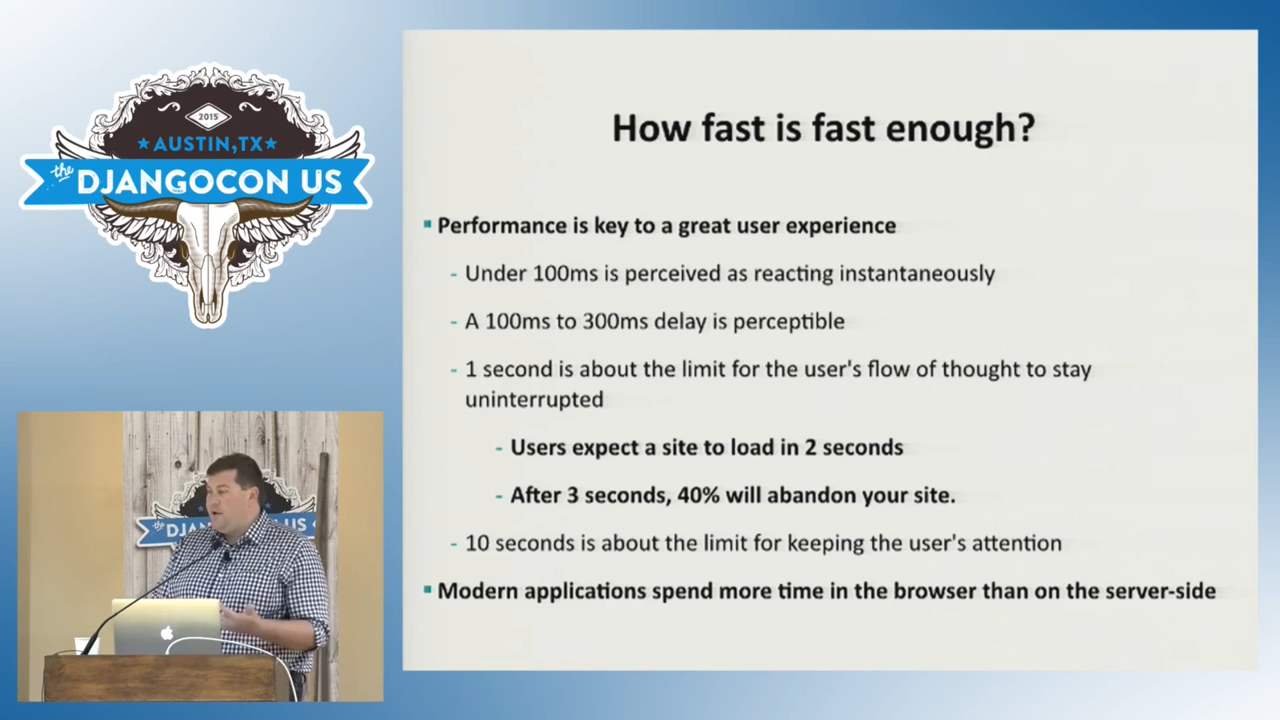 2015
AUSTIN, TX
the
DJANGOCON US
How fast is fast enough?
Performance is key to a great user experience
- Under 100ms is perceived as reacting instantaneously
- A 100ms to 300ms delay is perceptible
- 1 second is about the limit for the user's flow of thought to stay
uninterrupted
- Users expect a site to load in 2 seconds
- After 3 seconds, 40% will abandon your site.
- 10 seconds is about the limit for keeping the user's attention
Modern applications spend more time in the browser than on the server-side
the DJA US